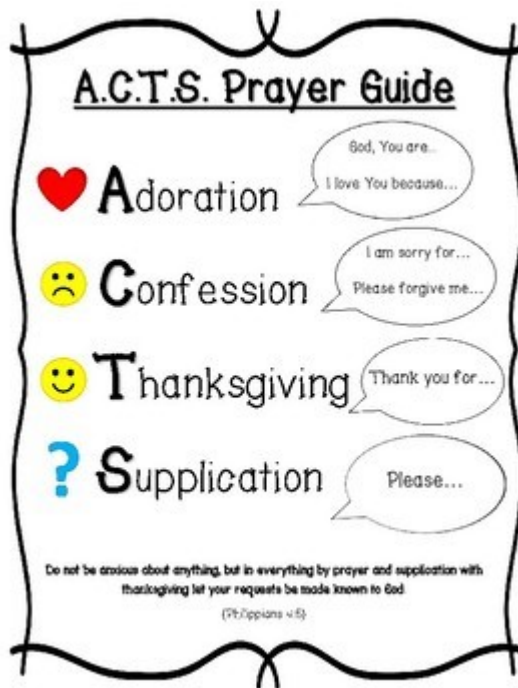 A.C.T.S. Prayer Guide
God, You are...
I love You because...
Adoration
I am sorry for...
Please forgive me...
Confession
Thank you for...
Thanksgiving
Please...
Supplication
Do not be anxious about anything, but in everything by prayer and supplication with
thanksgiving let your requests be made known to God.
(Philippians 4:6)